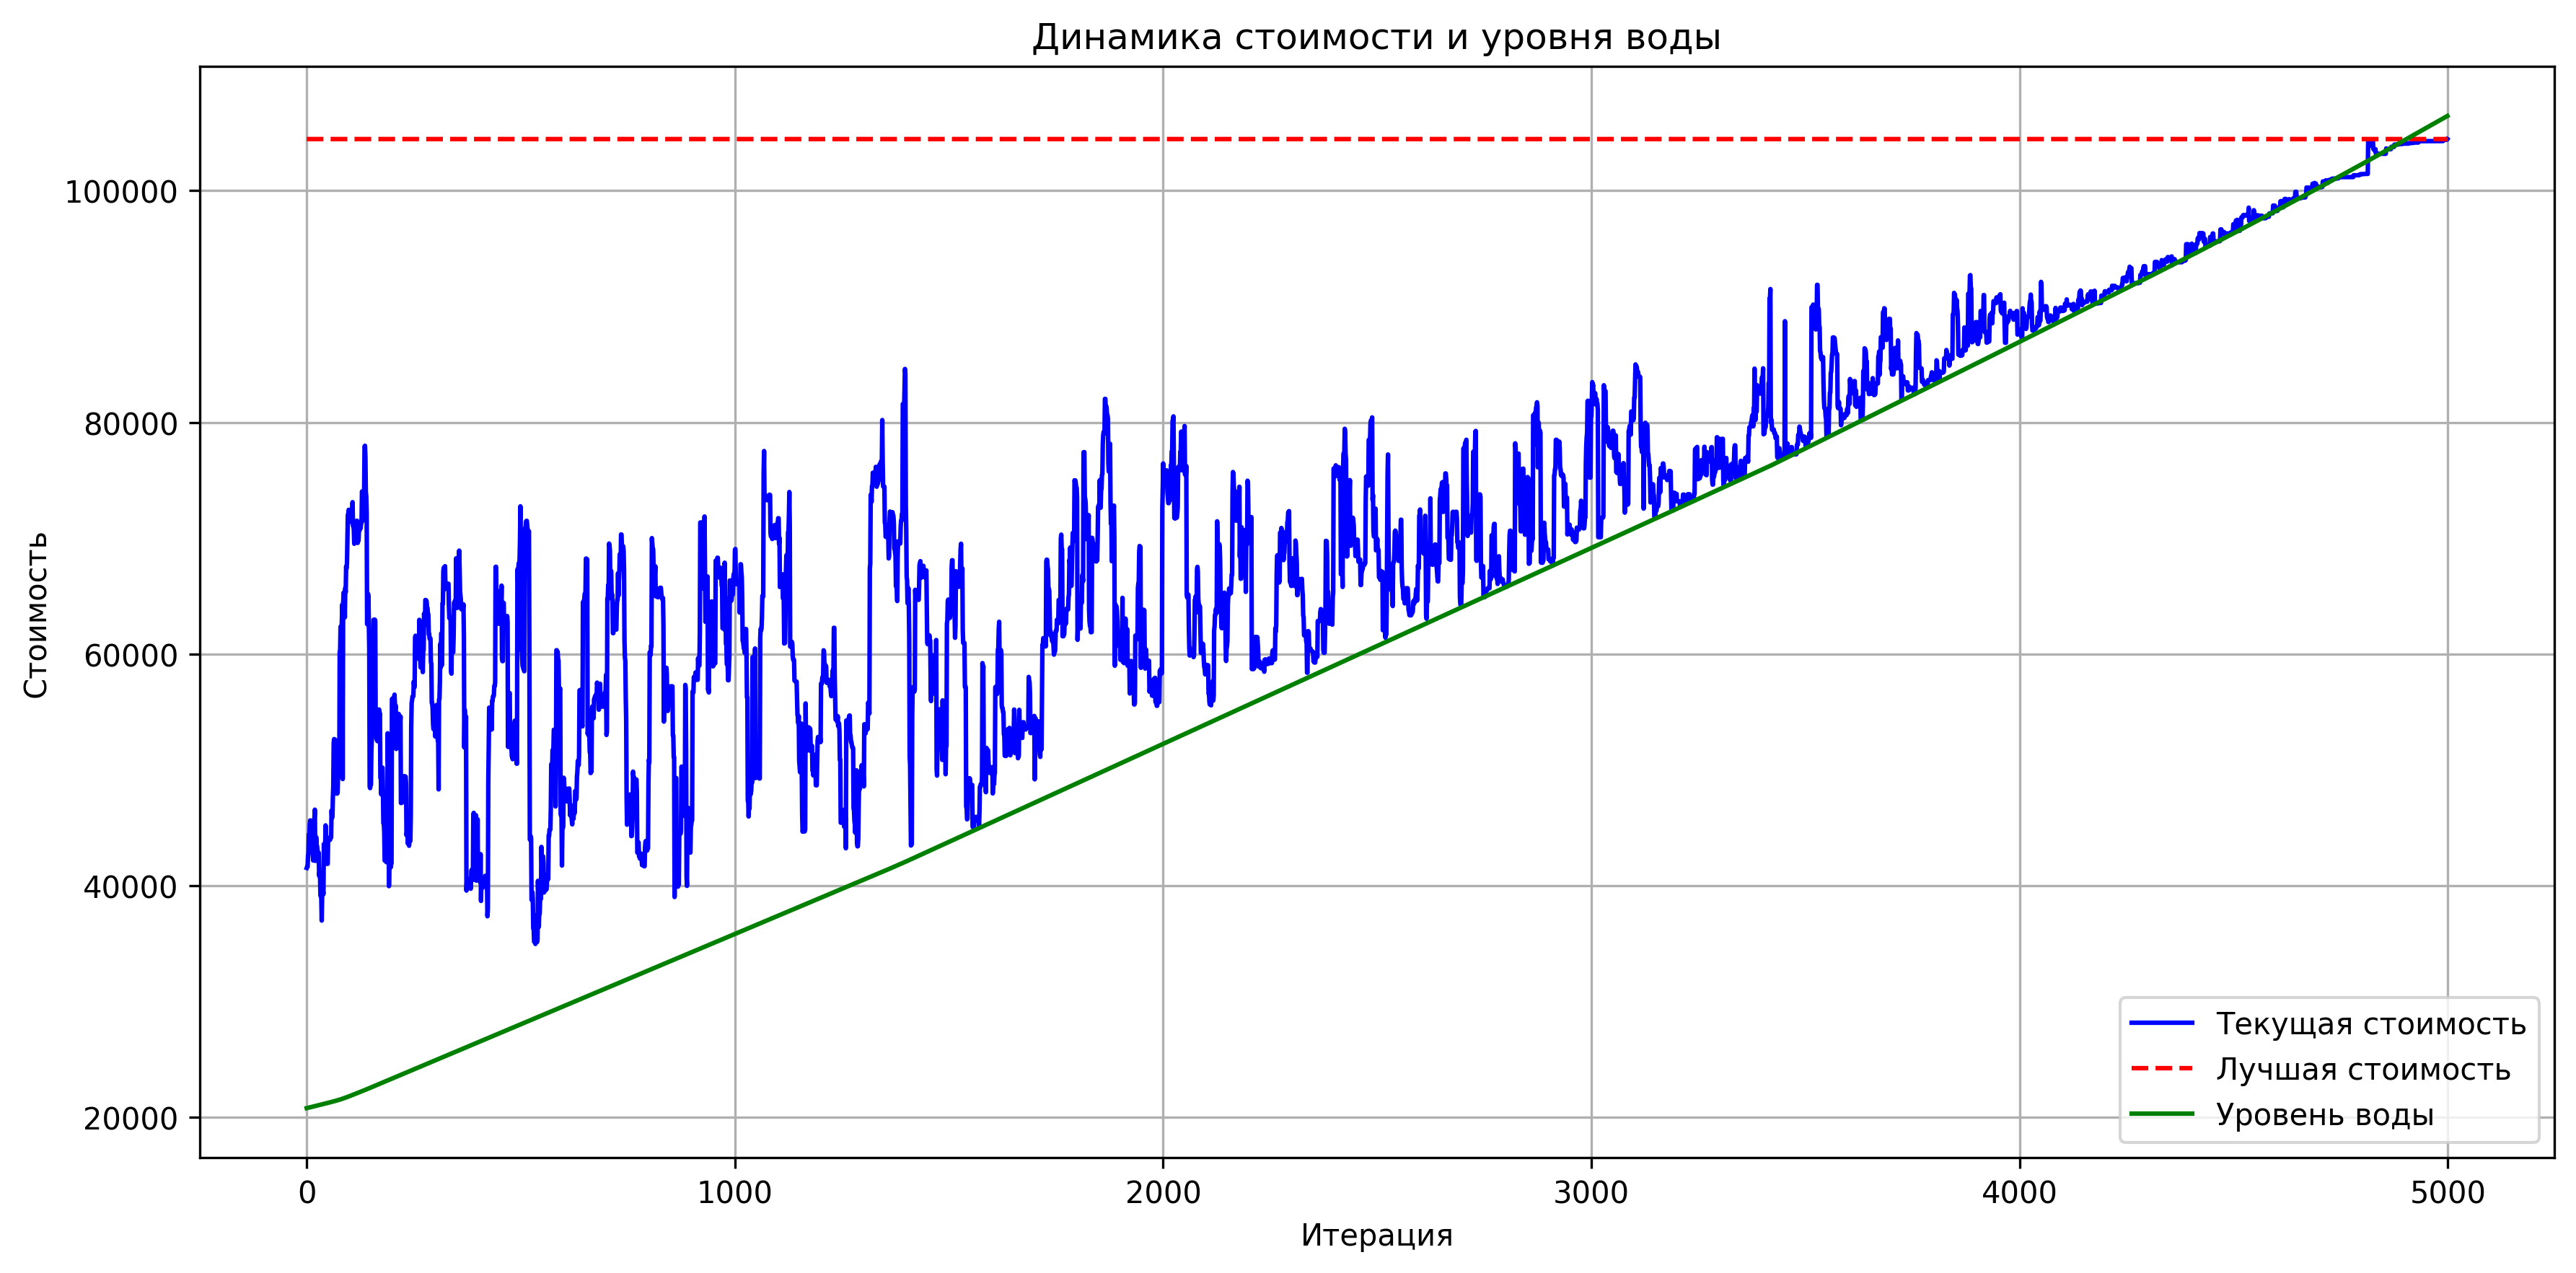 Динамика стоимости и уровня воды
Стоимость
100000
80000
60000
40000
20000
0
1000
2000
3000
4000
5000
Итерация
Текущая стоимость
Лучшая стоимость
Уровень воды